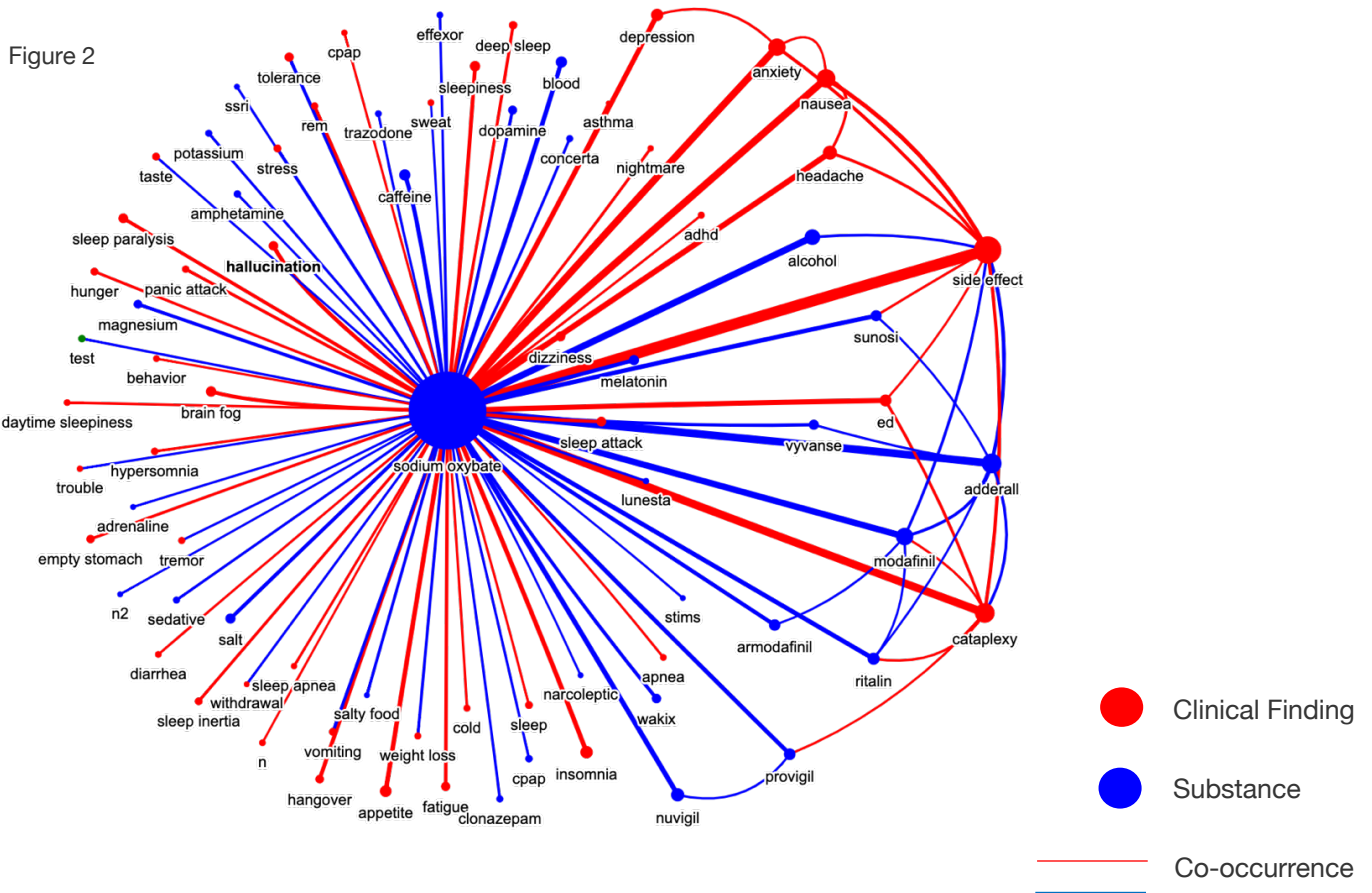 Figure 2
effexor
depression
deep sleep
cpap
anxiety
tolerance
sleepiness
blood
nausea
ssri
rem
trazodone
sweat
dopamine
asthma
concerta
potassium
stress
nightmare
headache
taste
caffeine
amphetamine
sleep paralysis
adhd
hallucination
alcohol
side effect
hunger
panic attack
magnesium
sunosi
test
dizziness
behavior
melatonin
brain fog
daytime sleepiness
ed
sleep attack
vyvanse
hypersomnia
sodium oxybate
trouble
lunesta
adderall
adrenaline
empty stomach
tremor
modafinil
n2
sedative
stims
salt
armodafinil
cataplexy
diarrhea
apnea
ritalin
sleep apnea
withdrawal
narcoleptic
sleep inertia
salty food
wakix
cold
sleep
vomiting
weight loss
n
cpap
insomnia
provigil
hangover
appetite
fatigue
clonazepam
nuvigil
Clinical Finding
Substance
Co-occurrence